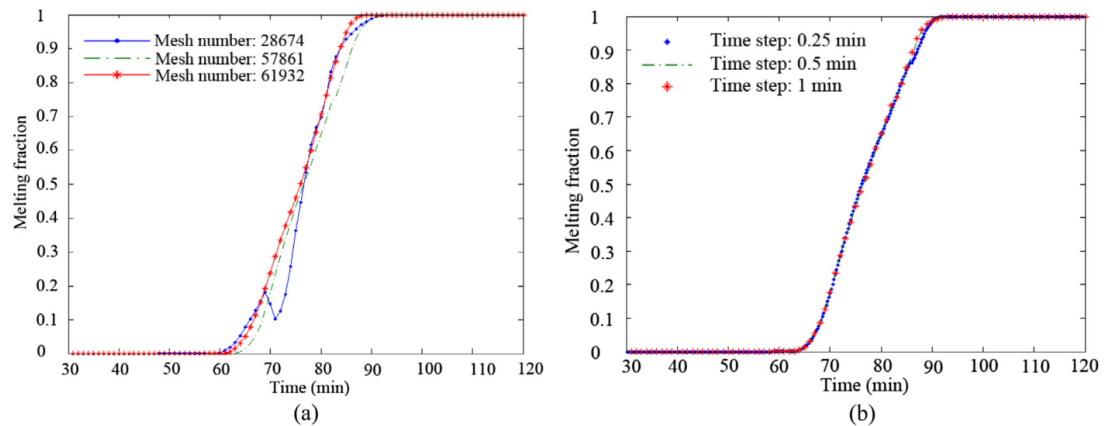 Mesh number: 28674
Mesh number: 57861
Mesh number: 61932
Melting fraction
1
0.9
0.8
0.7
0.6
0.5
0.4
0.3
0.2
0.1
0
30 40 50 60 70 80 90 100 110 120
Time (min)
(a)
Time step: 0.25 min
Time step: 0.5 min
Time step: 1 min
Melting fraction
1
0.9
0.8
0.7
0.6
0.5
0.4
0.3
0.2
0.1
0
30 40 50 60 70 80 90 100 110 120
Time (min)
(b)